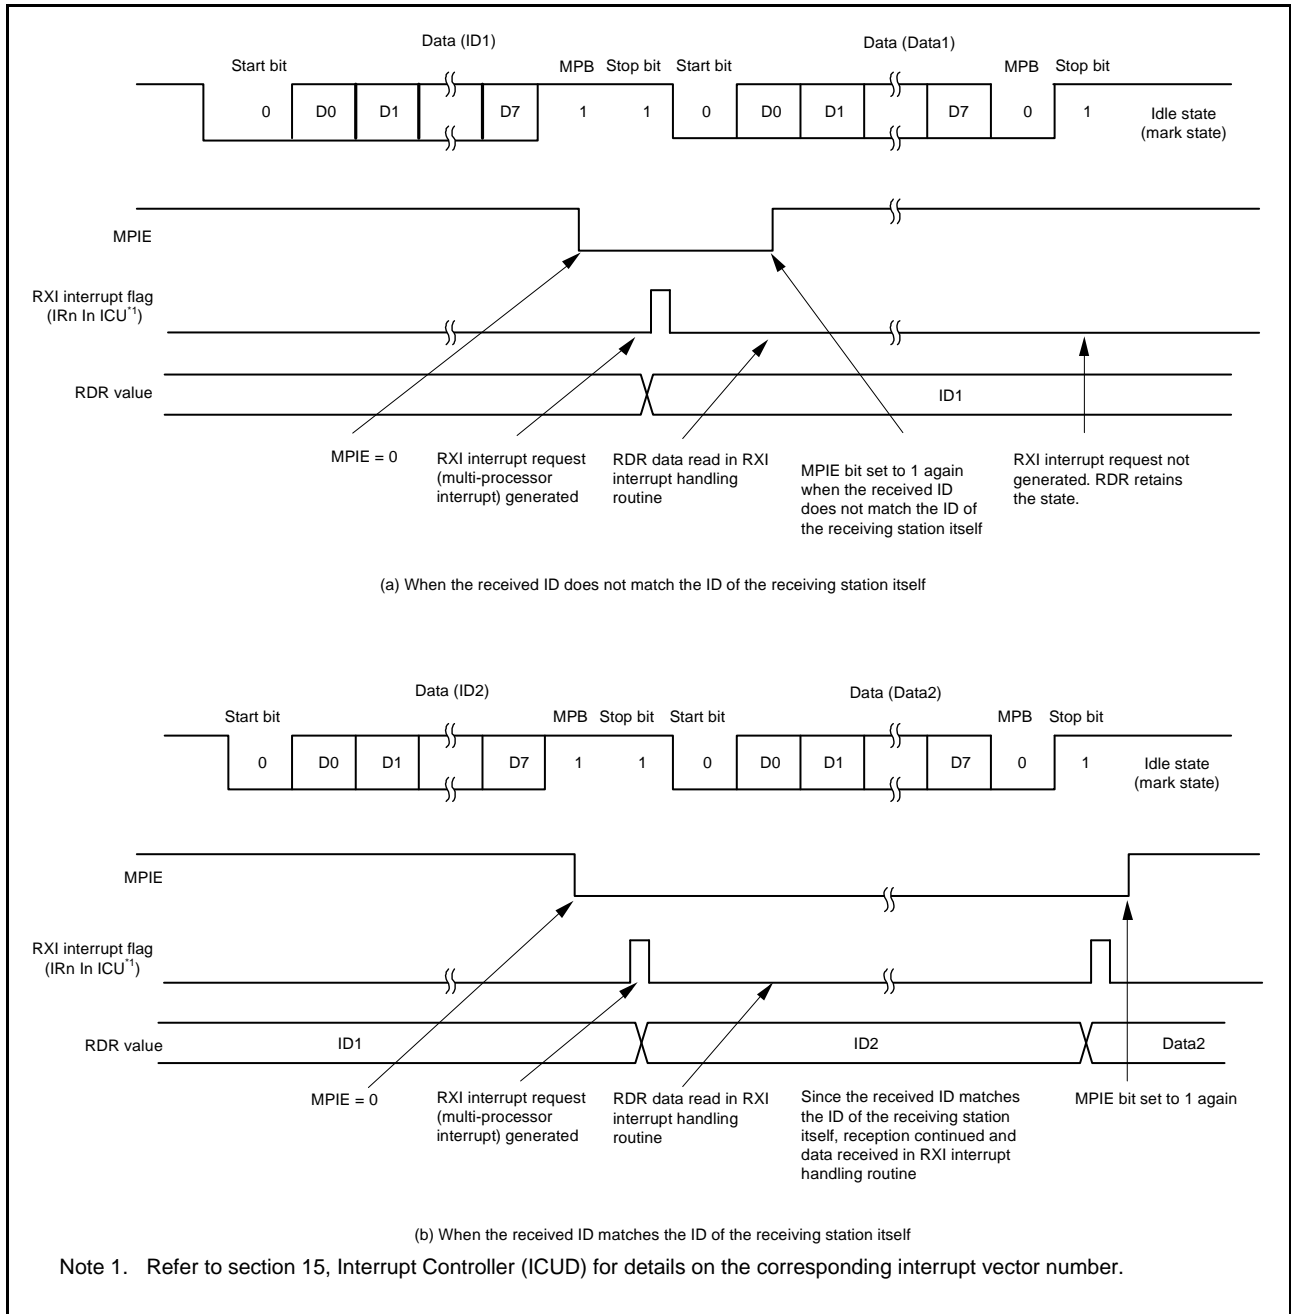 Data (ID1)
Data (Data1)
Start bit
MPB
Stop bit
Start bit
MPB
Stop bit
0
D0
D1
D7
1
1
0
D0
D1
D7
0
1
Idle state
(mark state)
MPIE
RXI interrupt flag
(IRn In ICU*1)
RDR value
ID1
MPIE = 0
RXI interrupt request
(multi-processor
interrupt) generated
RDR data read in RXI
interrupt handling
routine
MPIE bit set to 1 again
when the received ID
does not match the ID of
the receiving station itself
RXI interrupt request not
generated. RDR retains
the state.
(a) When the received ID does not match the ID of the receiving station itself
Data (ID2)
Data (Data2)
Start bit
MPB
Stop bit
Start bit
MPB
Stop bit
0
D0
D1
D7
1
1
0
D0
D1
D7
0
1
Idle state
(mark state)
MPIE
RXI interrupt flag
(IRn In ICU*1)
RDR value
ID1
ID2
Data2
MPIE = 0
RXI interrupt request
(multi-processor
interrupt) generated
RDR data read in RXI
interrupt handling
routine
Since the received ID matches
the ID of the receiving station
itself, reception continued and
data received in RXI interrupt
handling routine
MPIE bit set to 1 again
(b) When the received ID matches the ID of the receiving station itself
Note 1. Refer to section 15, Interrupt Controller (ICUD) for details on the corresponding interrupt vector number.